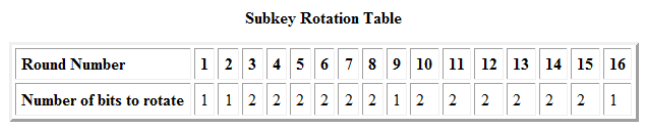 Subkey Rotation Table
Round Number 1 2 3 4 5 6 7 8 9 10 11 12 13 14 15 16
Number of bits to rotate 1 1 2 2 2 2 2 2 1 2 2 2 2 2 2 1